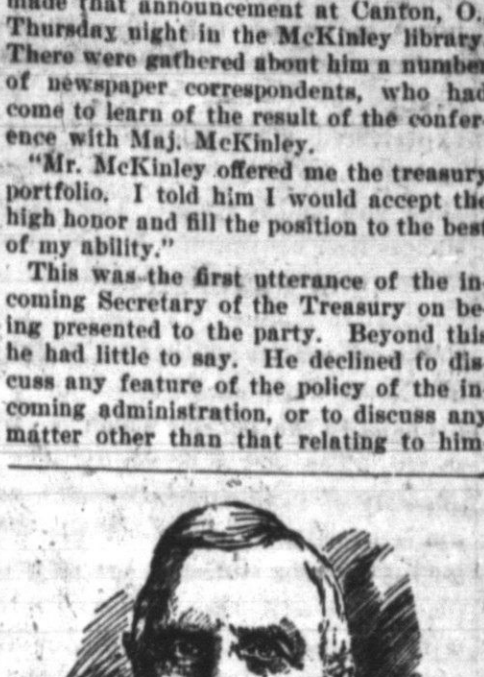 made that announcement at Canton, O.,
Thursday night in the McKinley library.
There were gathered about him a number
of newspaper correspondents, who had
come to learn of the result of the confer-
ence with Maj. McKinley.
"Mr. McKinley offered me the treasury
portfolio. I told him I would accept the
high honor and fill the position to the best
of my ability."
This was the first utterance of the in-
coming Secretary of the Treasury on be-
ing presented to the party. Beyond this
he had little to say. He declined to dis-
cuss any feature of the policy of the in-
coming administration, or to discuss any
matter other than that relating to him-